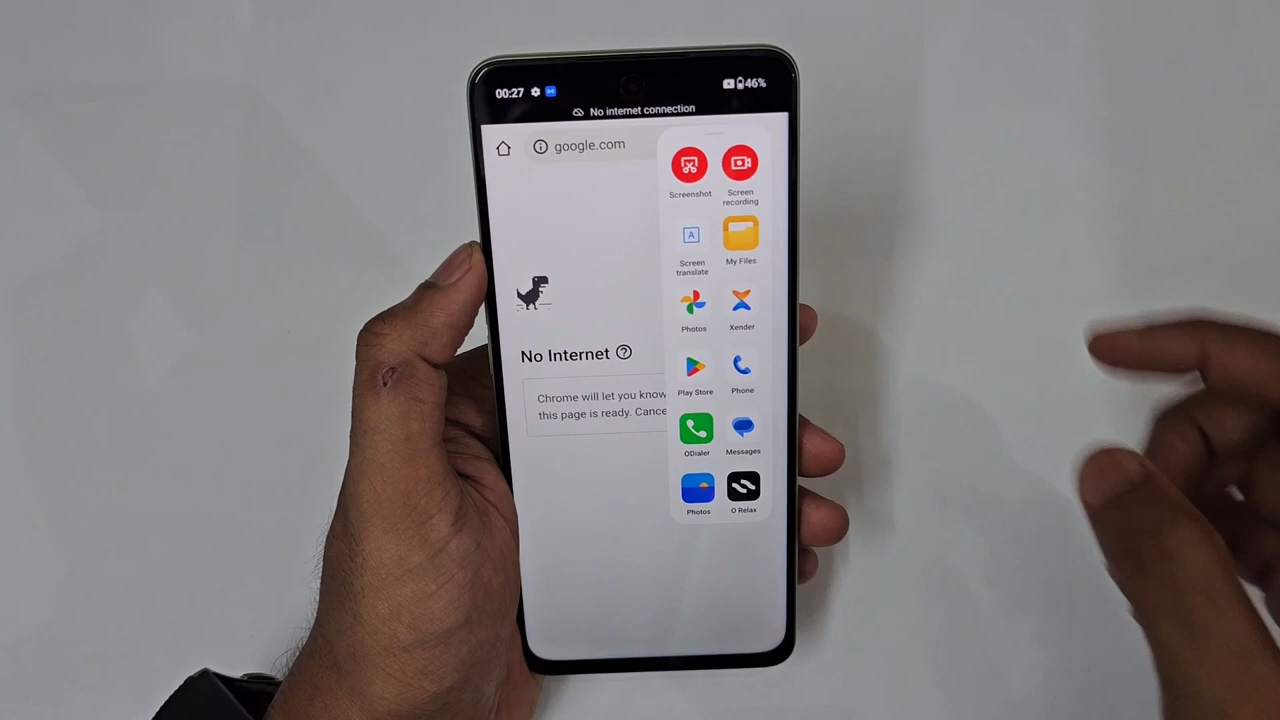 00:27
46%
No internet connection
google.com
Screenshot
Screen
recording
A
Screen
translate
My Files
Photos
Xender
No Internet
Play Store
Phone
Chrome will let you know
this page is ready. Cance
ODialer
Messages
Photos
O Relax